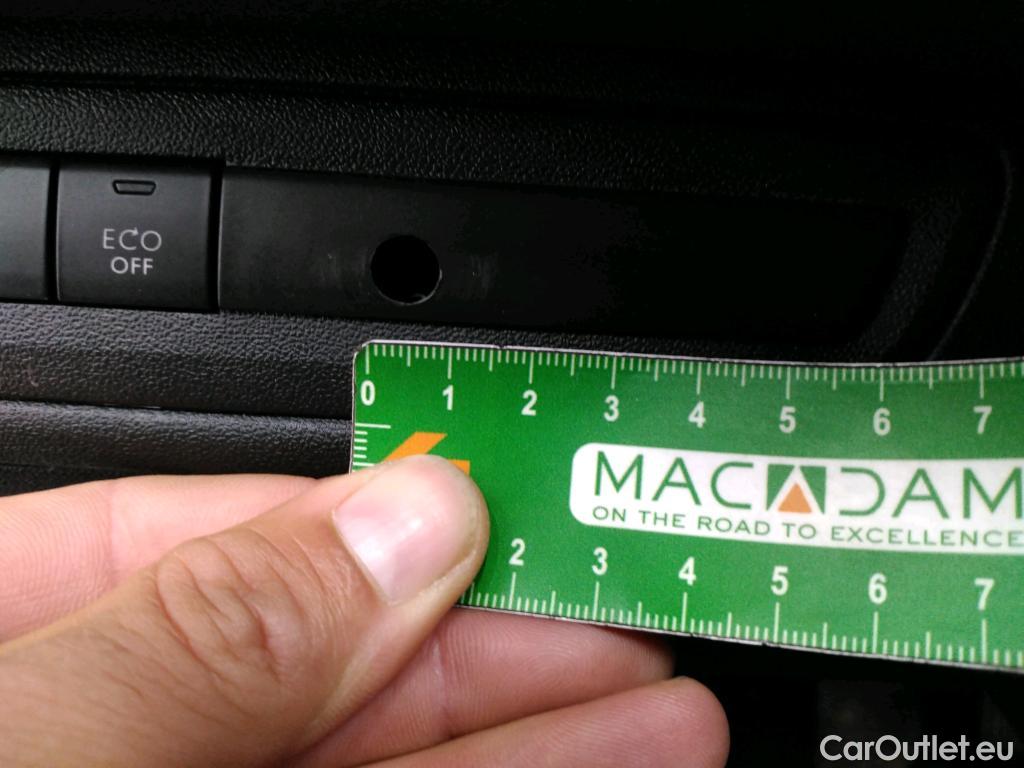 ECO
OFF
0 1 2 3 4 5 6 7
MACADAM
ON THE ROAD TO EXCELLENCE
2 3 4 5 6 7
CarOutlet.eu